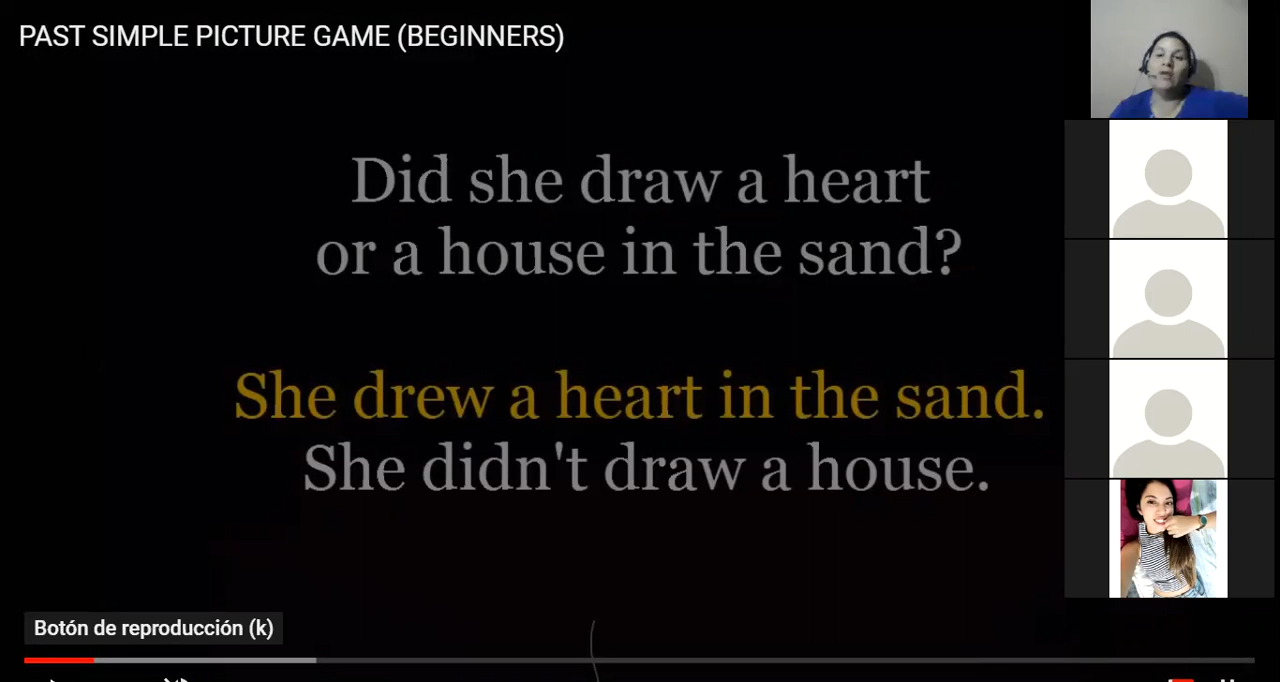 PAST SIMPLE PICTURE GAME (BEGINNERS)
Did she draw a heart
or a house in the sand?
She drew a heart in the sand.
She didn't draw a house.
Botón de reproducción (k)